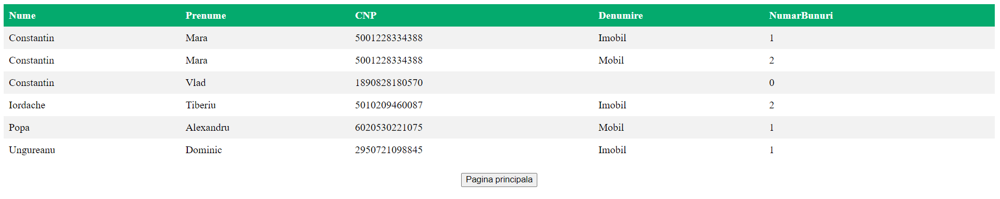 Nume Prenume CNP Denumire NumarBunuri
Constantin Mara 5001228334388 Imobil 1
Constantin Mara 5001228334388 Mobil 2
Constantin Vlad 1890828180570 0
Iordache Tiberiu 5010209460087 Imobil 2
Popa Alexandru 6020530221075 Mobil 1
Ungureanu Dominic 2950721098845 Imobil 1
Pagina principala